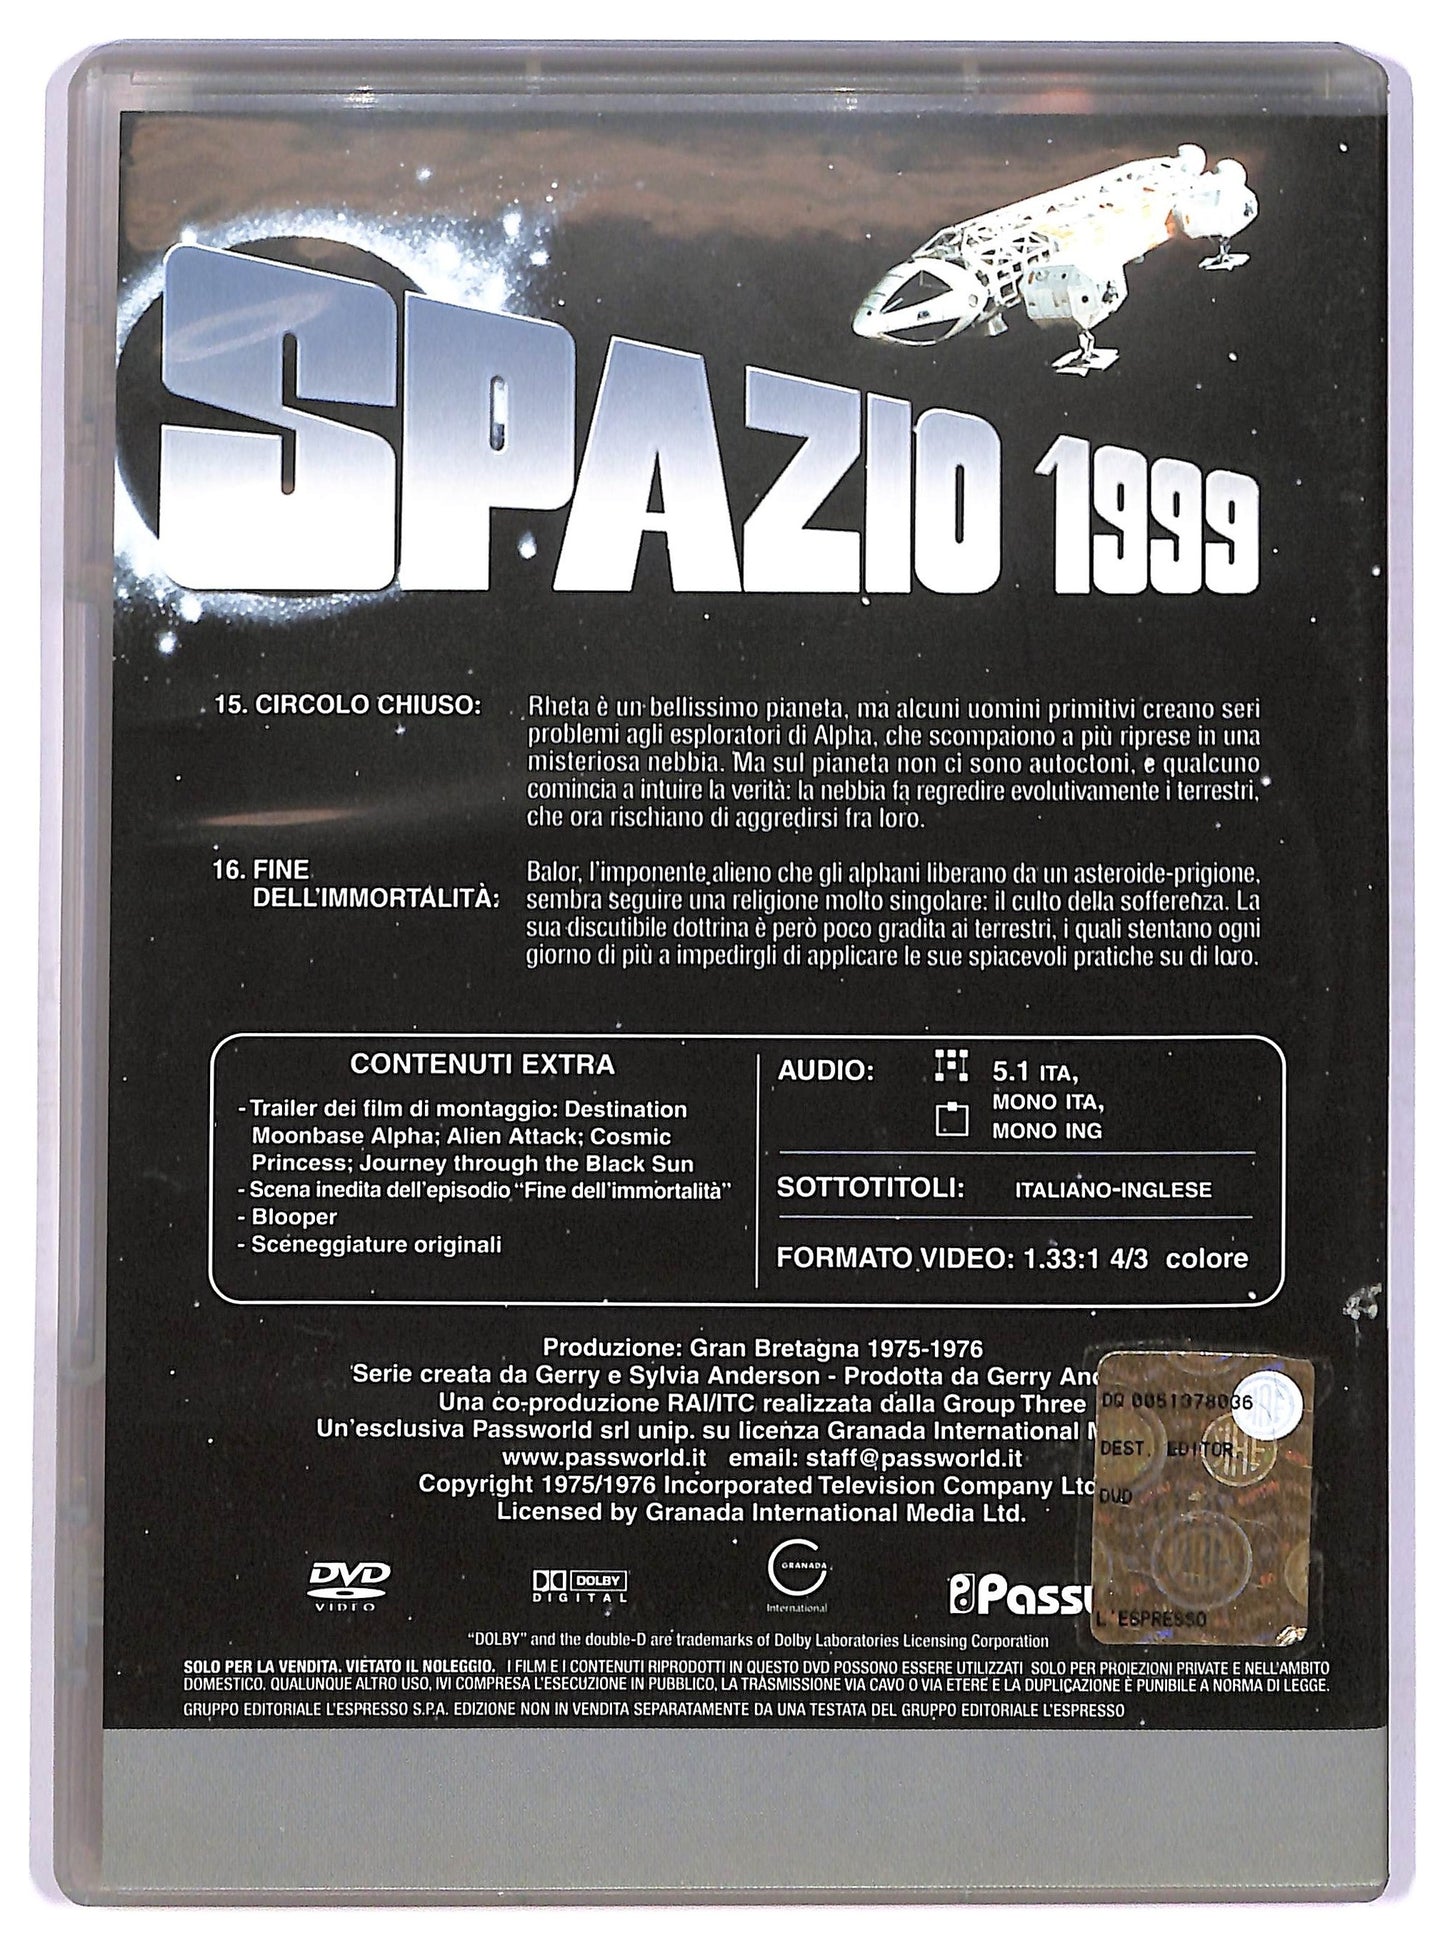 SPAZIO 1999
15. CIRCOLO CHIUSO:
Rheta è un bellissimo pianeta, ma alcuni uomini primitivi creano seri
problemi agli esploratori di Alpha, che scompaiono a più riprese in una
misteriosa nebbia. Ma sul pianeta non ci sono autoctoni, e qualcuno
comincia a intuire la verità: la nebbia fa regredire evolutivamente i terrestri,
che ora rischiano di aggredirsi fra loro.
16. FINE
DELL'IMMORTALITÀ:
Balor, l'imponente alieno che gli alphani liberano da un asteroide-prigione,
sembra seguire una religione molto singolare: il culto della sofferenza. La
sua discutibile dottrina è però poco gradita ai terrestri, i quali stentano ogni
giorno di più a impedirgli di applicare le sue spiacevoli pratiche su di loro.
CONTENUTI EXTRA
- Trailer dei film di montaggio: Destination
Moonbase Alpha; Alien Attack; Cosmic
Princess; Journey through the Black Sun
- Scena inedita dell'episodio "Fine dell'immortalità"
- Blooper
- Sceneggiature originali
AUDIO: 5.1 ITA,
MONO ITA,
MONO ING
SOTTOTITOLI: ITALIANO-INGLESE
FORMATO VIDEO: 1.33:1 4/3 colore
Produzione: Gran Bretagna 1975-1976
Serie creata da Gerry e Sylvia Anderson - Prodotta da Gerry
Una co-produzione RAI/ITC realizzata dalla Group Three
Un'esclusiva Passworld srl unip. su licenza Granada International
www.passworld.it email: staff@passworld.it
Copyright 1975/1976 Incorporated Television Company Ltd
Licensed by Granada International Media Ltd.
DQ 0051378036
DEST. EDITOR
DVD
L'ESPRESSO
DVD
VIDEO
DOLBY
DIGITAL
GRANADA
International
Passw
"DOLBY" and the double-D are trademarks of Dolby Laboratories Licensing Corporation
SOLO PER LA VENDITA. VIETATO IL NOLEGGIO. I FILM E I CONTENUTI RIPRODOTTI IN QUESTO DVD POSSONO ESSERE UTILIZZATI SOLO PER PROIEZIONI PRIVATE E NELL'AMBITO
DOMESTICO. QUALUNQUE ALTRO USO, IVI COMPRESA L'ESECUZIONE IN PUBBLICO, LA TRASMISSIONE VIA CAVO O VIA ETERE E LA DUPLICAZIONE È PUNIBILE A NORMA DI LEGGE.
GRUPPO EDITORIALE L'ESPRESSO S.P.A. EDIZIONE NON IN VENDITA SEPARATAMENTE DA UNA TESTATA DEL GRUPPO EDITORIALE L'ESPRESSO